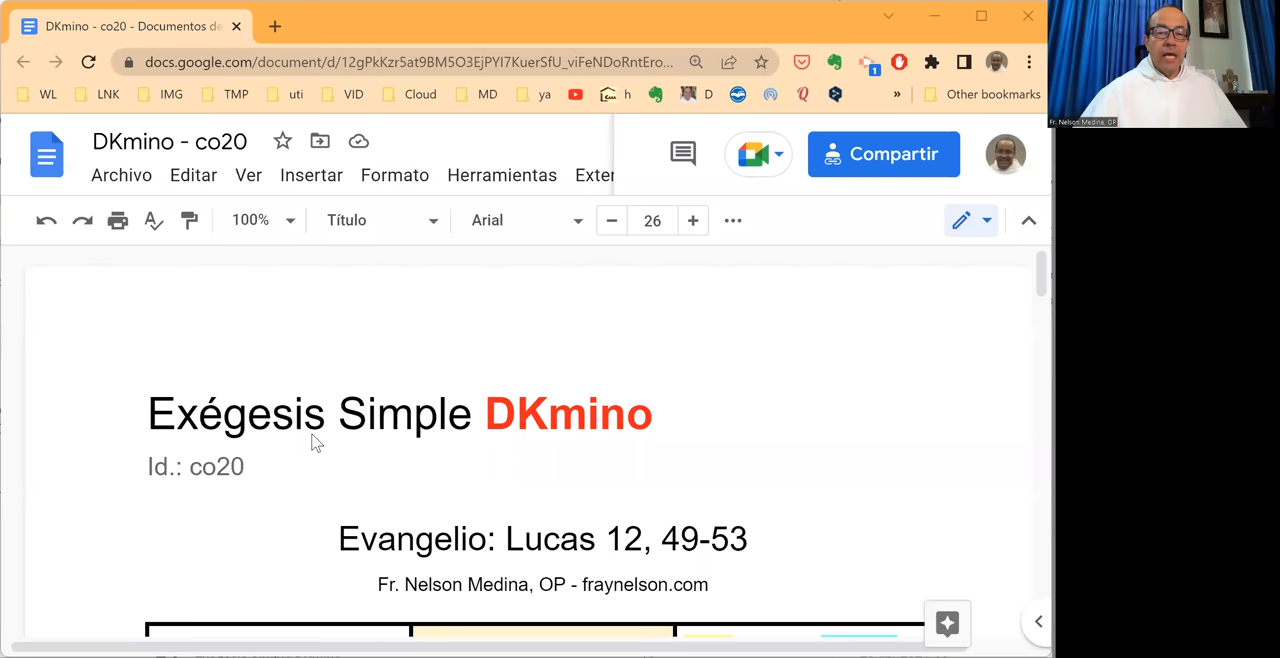 DKmino - co20 - Documentos de
docs.google.com/document/d/12gPkKzr5at9BM5O3EjPYI7KuerSfU_viFeNDoRntEro...
1
WL LNK IMG TMP uti VID Cloud MD ya h D » Other bookmarks
Fr. Nelson Medina, OP
DKmino - co20
Archivo Editar Ver Insertar Formato Herramientas Exter
Compartir
100% Título Arial 26
Exégesis Simple DKmino
Id.: co20
Evangelio: Lucas 12, 49-53
Fr. Nelson Medina, OP - fraynelson.com